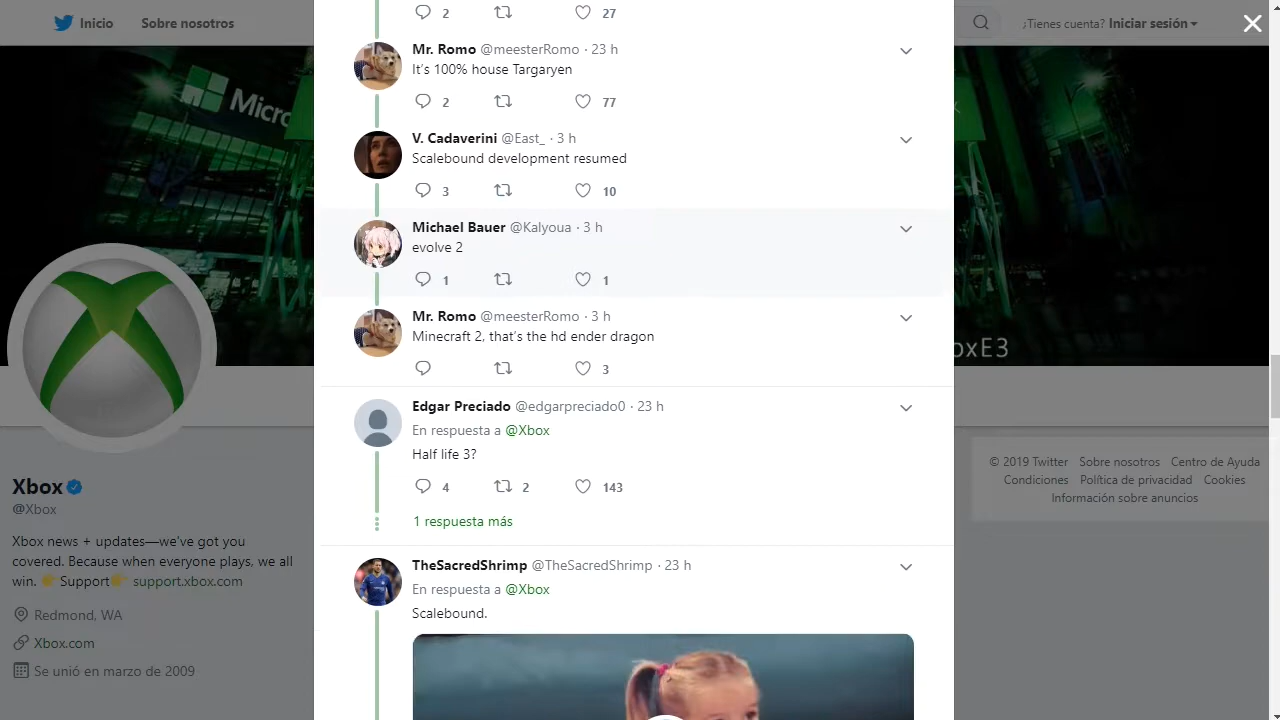 Inicio
Sobre nosotros
¿Tienes cuenta? Iniciar sesión
2 27
Mr. Romo @meesterRomo · 23 h
It's 100% house Targaryen
2 77
V. Cadaverini @East_ · 3 h
Scalebound development resumed
3 10
Michael Bauer @Kalyoua · 3 h
evolve 2
1 1
Mr. Romo @meesterRomo · 3 h
Minecraft 2, that's the hd ender dragon
3
Edgar Preciado @edgarpreciado0 · 23 h
En respuesta a @Xbox
Half life 3?
4 2 143
1 respuesta más
TheSacredShrimp @TheSacredShrimp · 23 h
En respuesta a @Xbox
Scalebound.
Micro
oxE3
Xbox
@Xbox
Xbox news + updates—we've got you
covered. Because when everyone plays, we all
win. 👉Support👉 support.xbox.com
Redmond, WA
Xbox.com
Se unió en marzo de 2009
© 2019 Twitter Sobre nosotros Centro de Ayuda
Condiciones Política de privacidad Cookies
Información sobre anuncios